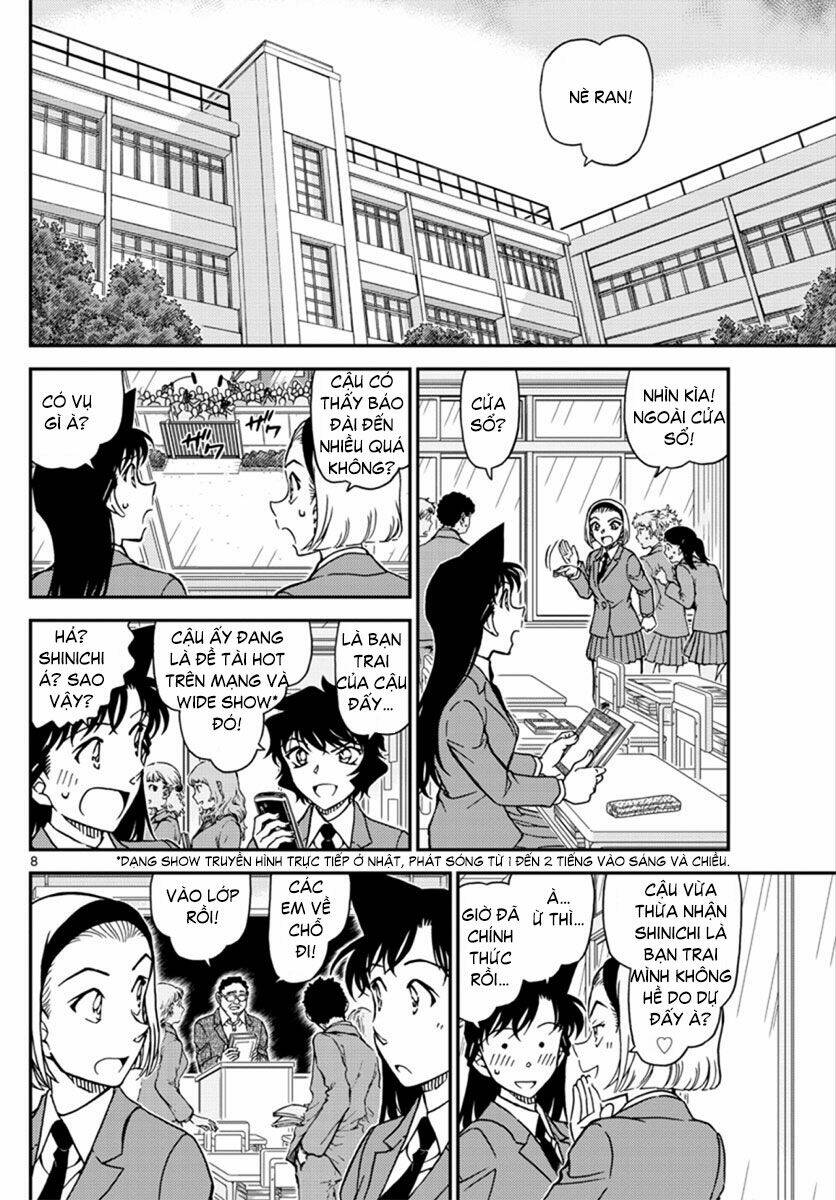 NÈ RAN!
NHÌN KÌA!
NGOÀI CỬA
SỔ!
CỬA
SỔ?
CẬU CÓ
THẤY BÁO
ĐÀI ĐẾN
NHIỀU QUÁ
KHÔNG?
CÓ VỤ
GÌ À?
LÀ BẠN
TRAI
CỦA CẬU
ĐẤY...
CẬU ẤY ĐANG
LÀ ĐỀ TÀI HOT
TRÊN MẠNG VÀ
WIDE SHOW*
ĐÓ!
HẢ?
SHINICHI
Á? SAO
VẬY?
8
*DẠNG SHOW TRUYỀN HÌNH TRỰC TIẾP Ở NHẬT, PHÁT SÓNG TỪ 1 ĐẾN 2 TIẾNG VÀO SÁNG VÀ CHIỀU.
CẬU VỪA
THỪA NHẬN
SHINICHI LÀ
BẠN TRAI
MÌNH KHÔNG
HỀ DO DỰ
ĐẤY À?
♡
À...
Ừ THÌ...
GIỜ ĐÃ
CHÍNH
THỨC
RỒI...
CÁC
EM VỀ
CHỖ
ĐI!
VÀO LỚP
RỒI!